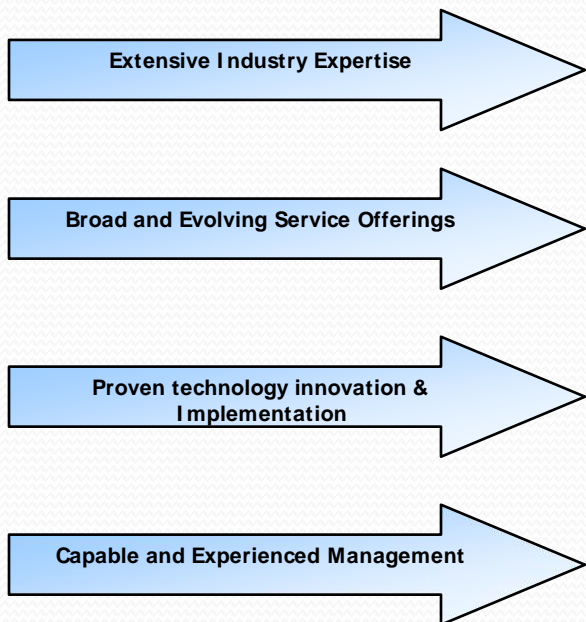 Extensive Industry Expertise
Broad and Evolving Service Offerings
Proven technology innovation &
Implementation
Capable and Experienced Management